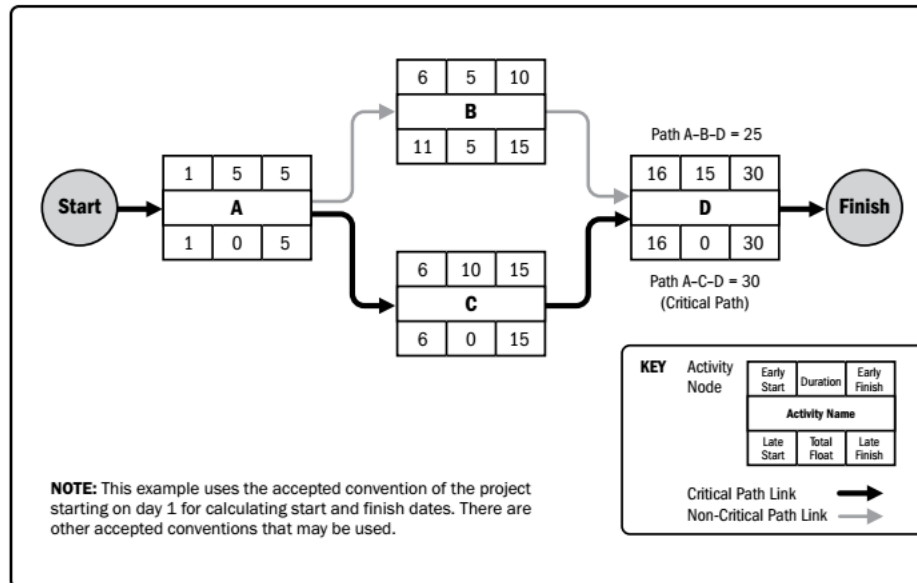 6 5 10
B
11 5 15
Path A–B–D = 25
1 5 5
16 15 30
Start
A
D
Finish
1 0 5
16 0 30
6 10 15
Path A–C–D = 30
(Critical Path)
C
6 0 15
KEY
Activity
Node
Early
Start
Duration
Early
Finish
Activity Name
Late
Start
Total
Float
Late
Finish
Critical Path Link
Non-Critical Path Link
NOTE: This example uses the accepted convention of the project
starting on day 1 for calculating start and finish dates. There are
other accepted conventions that may be used.